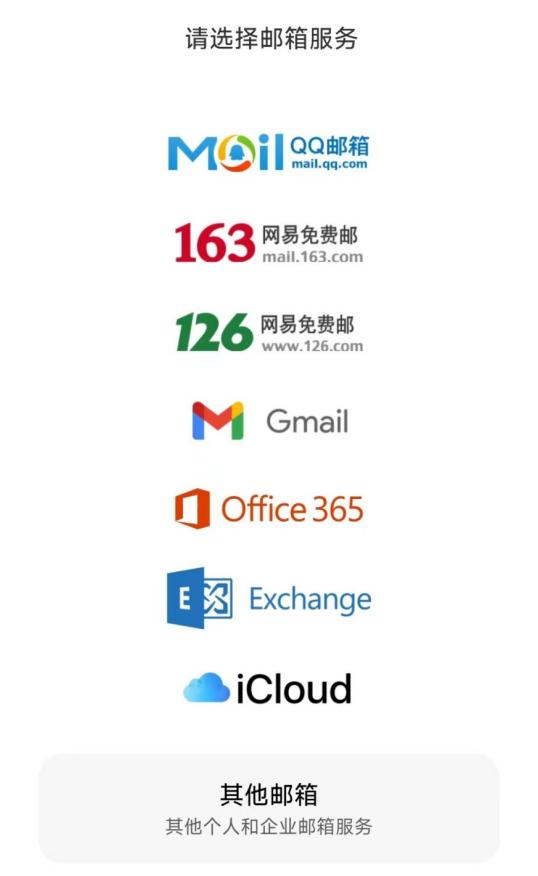 请选择邮箱服务
Mail QQ邮箱
mail.qq.com
163 网易免费邮
mail.163.com
126 网易免费邮
www.126.com
Gmail
Office 365
E Exchange
iCloud
其他邮箱
其他个人和企业邮箱服务